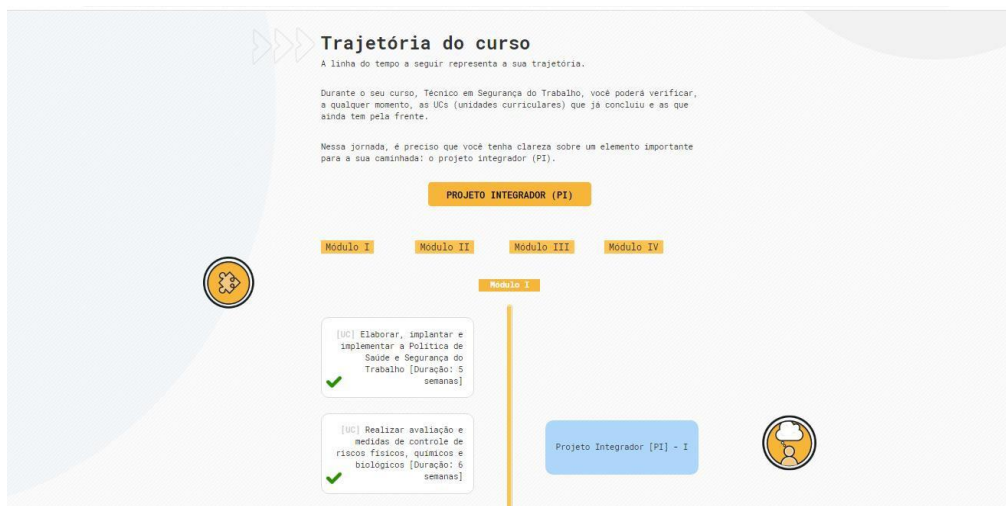 Trajetória do curso
A linha do tempo a seguir representa a sua trajetória.
Durante o seu curso, Técnico em Segurança do Trabalho, você poderá verificar,
a qualquer momento, as UCs (unidades curriculares) que já concluiu e as que
ainda tem pela frente.
Nessa jornada, é preciso que você tenha clareza sobre um elemento importante
para a sua caminhada: o projeto integrador (PI).
PROJETO INTEGRADOR (PI)
Módulo I
Módulo II
Módulo III
Módulo IV
Módulo I
[UC] Elaborar, implantar e
implementar a Política de
Saúde e Segurança do
Trabalho [Duração: 5
semanas]
[UC] Realizar avaliação e
medidas de controle de
riscos físicos, químicos e
biológicos [Duração: 6
semanas]
Projeto Integrador [PI] - I